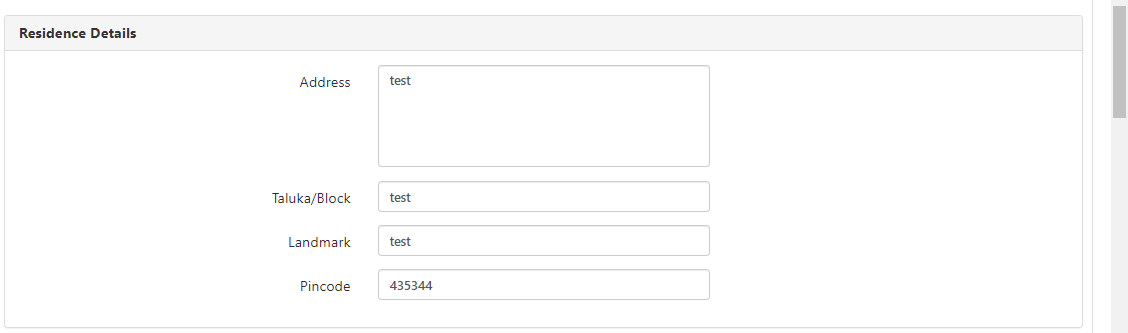 Residence Details
Address test
Taluka/Block test
Landmark test
Pincode 435344